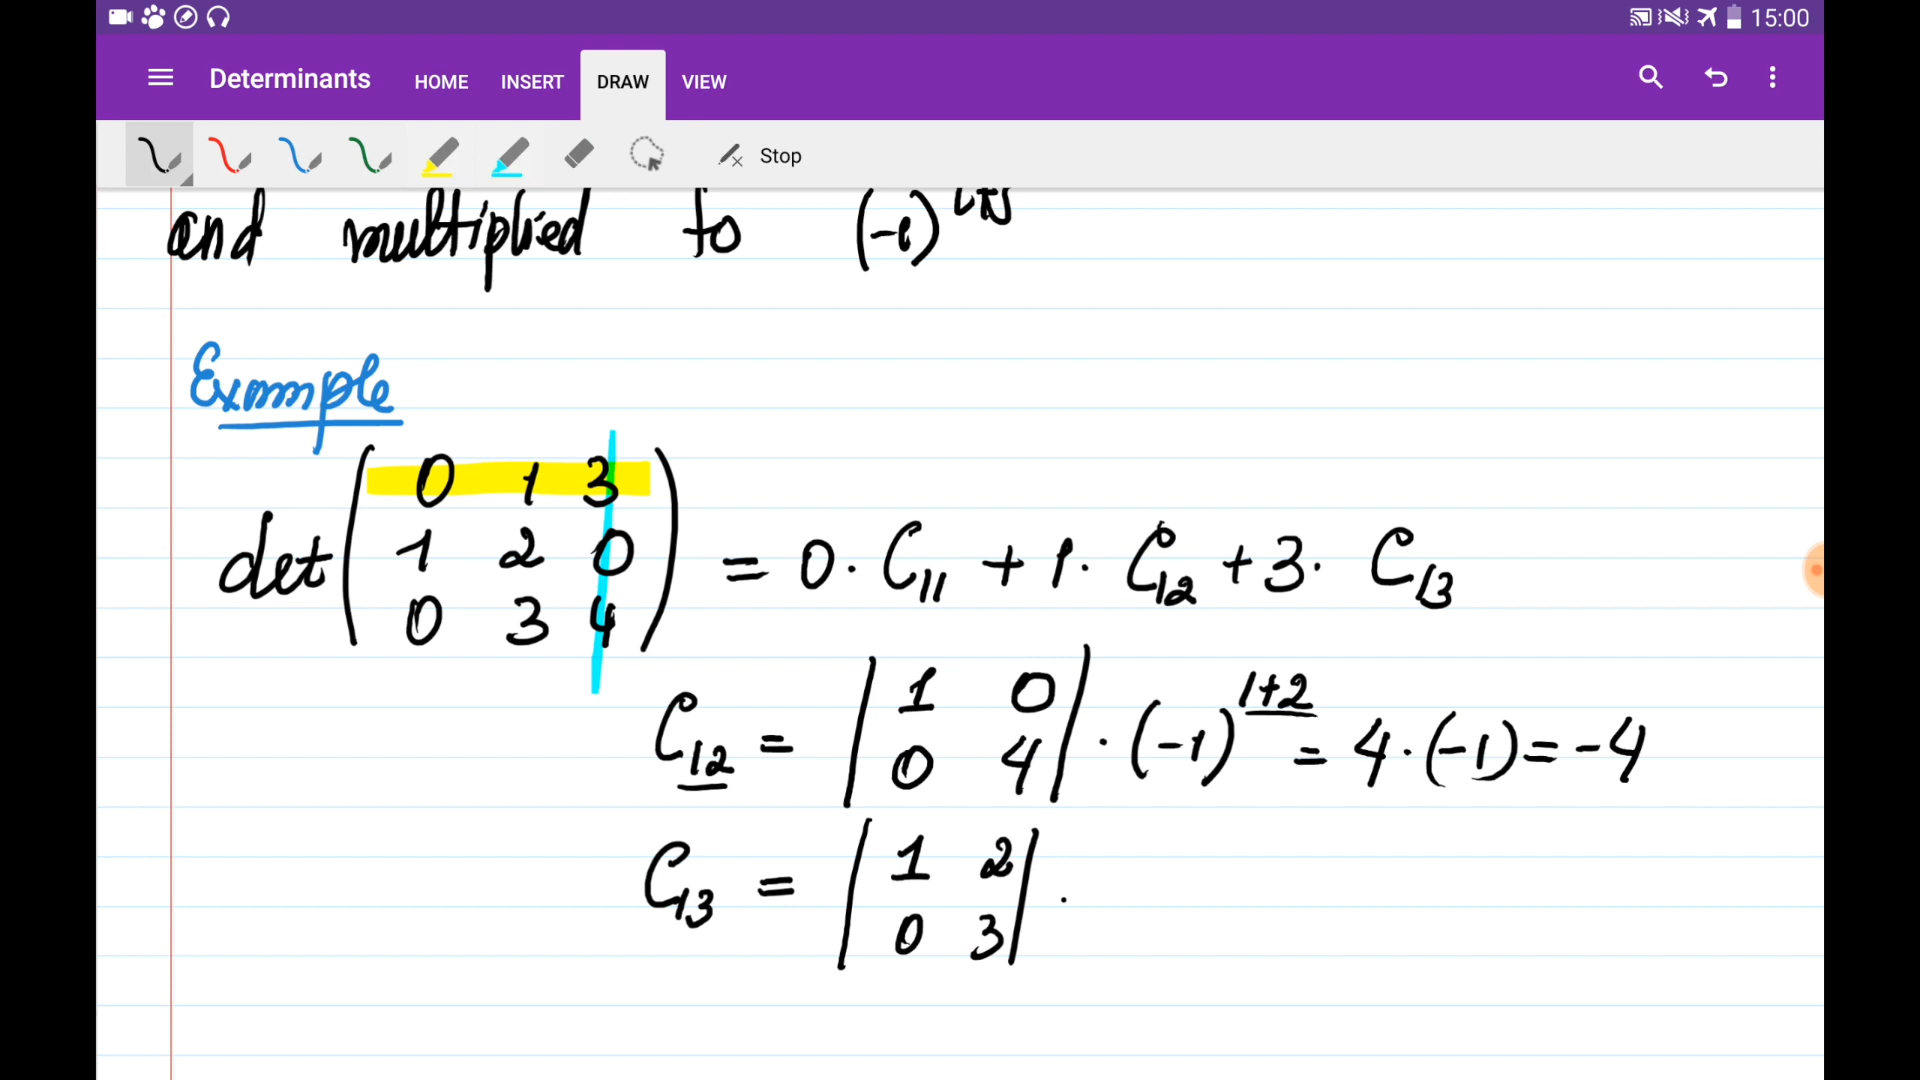 15:00
Determinants HOME INSERT DRAW VIEW
Stop
and multiplied to (-1)^{i+j}
Example
det ( 0 1 3
1 2 0
0 3 4 ) = 0 · C₁₁ + 1 · C₁₂ + 3 · C₁₃
C₁₂ = | 1 0
0 4 | · (-1)^{1+2} = 4 · (-1) = -4
C₁₃ = | 1 2
0 3 | ·